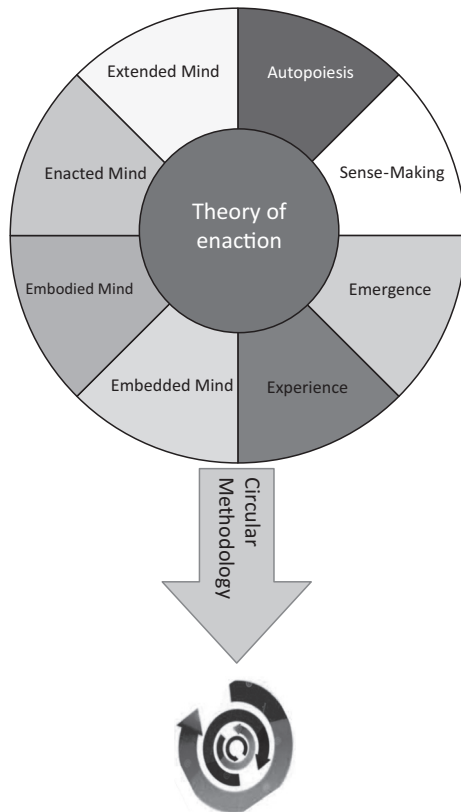 Extended Mind
Autopoiesis
Enacted Mind
Sense-Making
Theory of
enaction
Embodied Mind
Emergence
Embedded Mind
Experience
Circular
Methodology